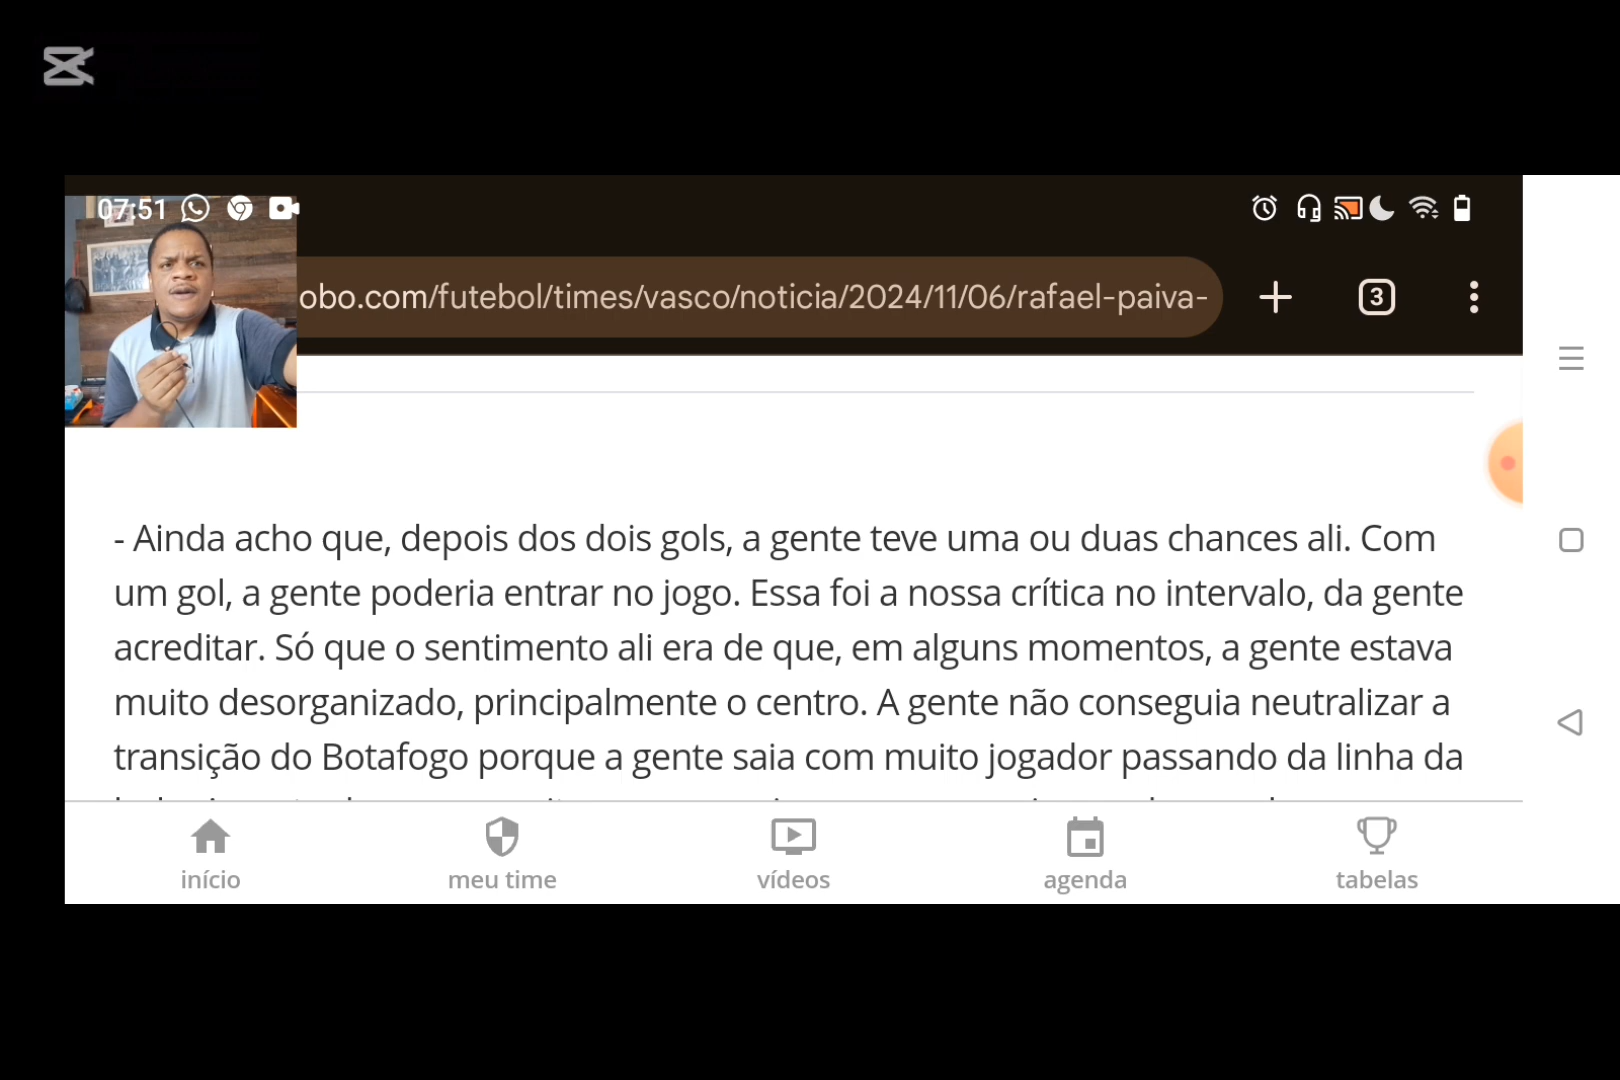 07:51
obo.com/futebol/times/vasco/noticia/2024/11/06/rafael-paiva-
3
- Ainda acho que, depois dos dois gols, a gente teve uma ou duas chances ali. Com
um gol, a gente poderia entrar no jogo. Essa foi a nossa crítica no intervalo, da gente
acreditar. Só que o sentimento ali era de que, em alguns momentos, a gente estava
muito desorganizado, principalmente o centro. A gente não conseguia neutralizar a
transição do Botafogo porque a gente saia com muito jogador passando da linha da
início
meu time
vídeos
agenda
tabelas